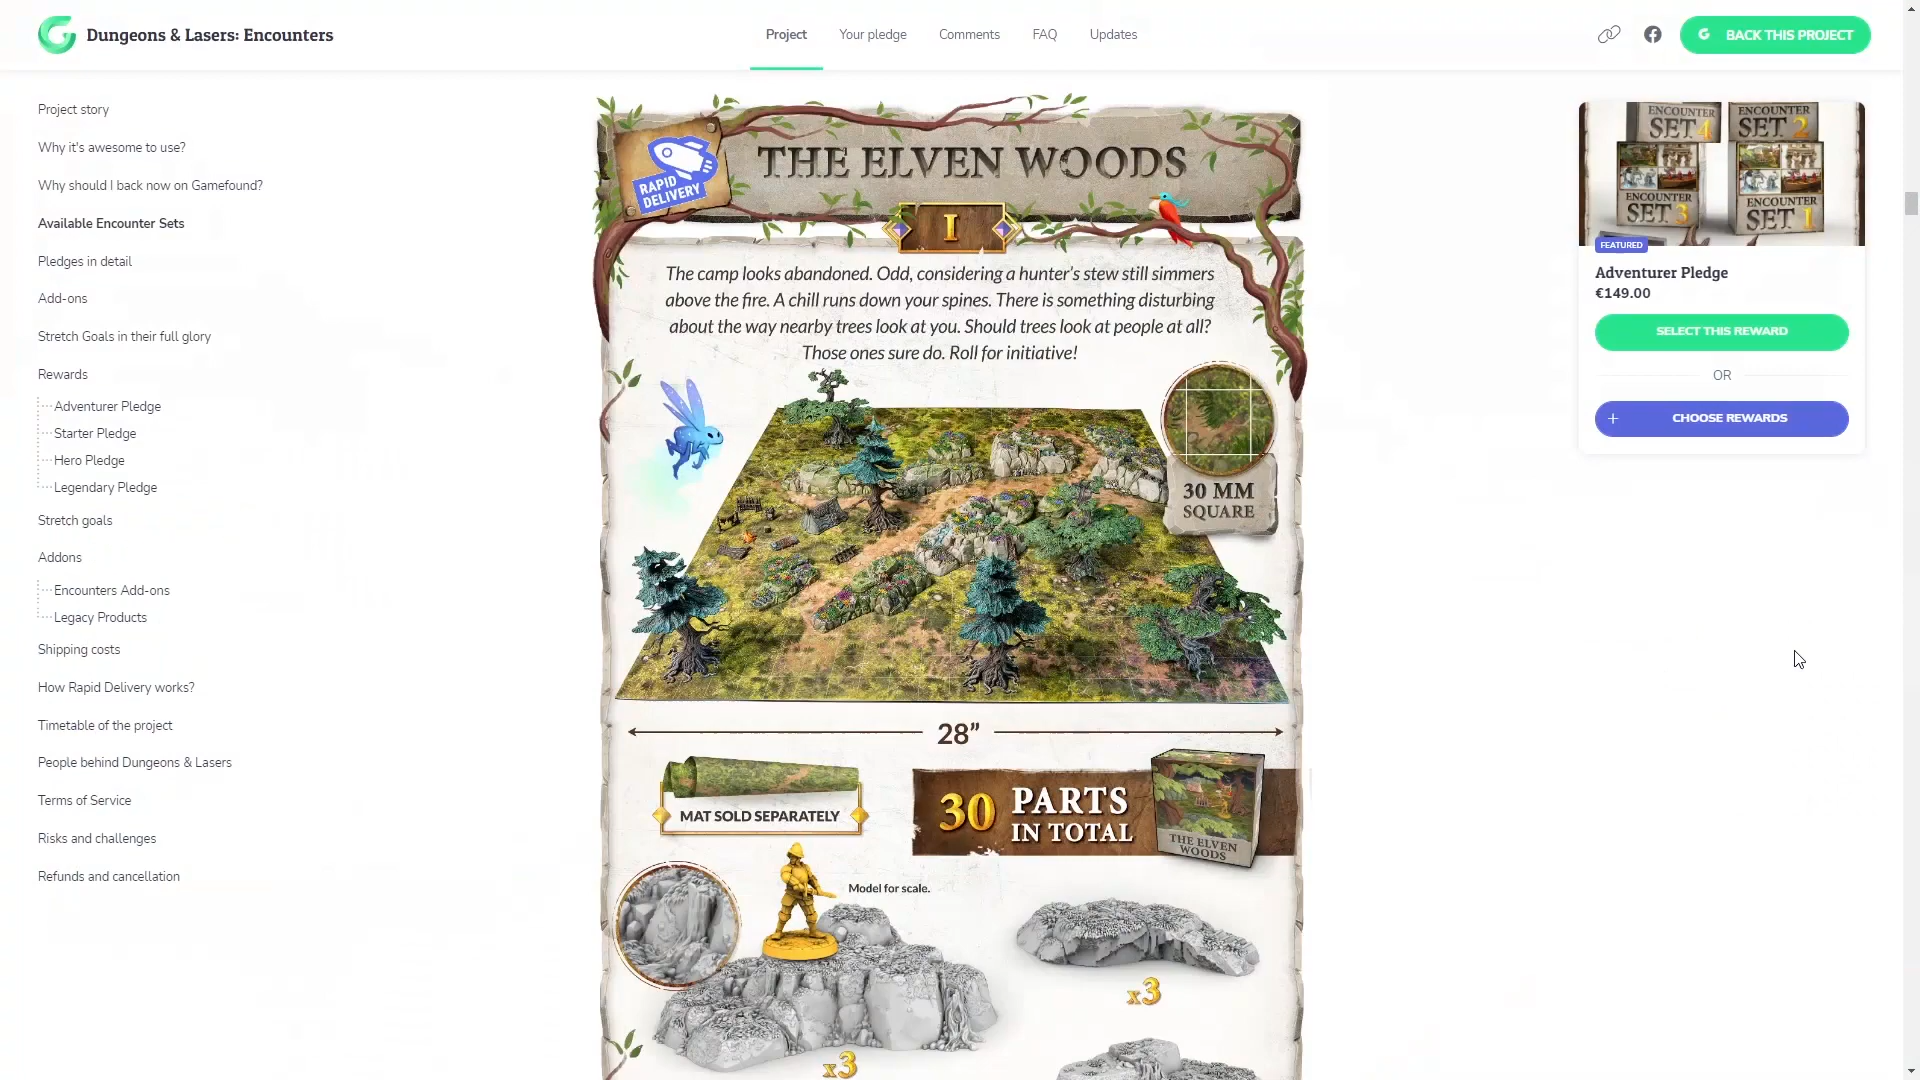 Dungeons & Lasers: Encounters
Project
Your pledge
Comments
FAQ
Updates
BACK THIS PROJECT
Project story
Why it's awesome to use?
Why should I back now on Gamefound?
Available Encounter Sets
Pledges in detail
Add-ons
Stretch Goals in their full glory
Rewards
Adventurer Pledge
Starter Pledge
Hero Pledge
Legendary Pledge
Stretch goals
Addons
Encounters Add-ons
Legacy Products
Shipping costs
How Rapid Delivery works?
Timetable of the project
People behind Dungeons & Lasers
Terms of Service
Risks and challenges
Refunds and cancellation
RAPID
DELIVERY
THE ELVEN WOODS
I
The camp looks abandoned. Odd, considering a hunter's stew still simmers
above the fire. A chill runs down your spines. There is something disturbing
about the way nearby trees look at you. Should trees look at people at all?
Those ones sure do. Roll for initiative!
30 MM
SQUARE
28”
MAT SOLD SEPARATELY
30 PARTS
IN TOTAL
THE ELVEN
WOODS
Model for scale.
x3
x3
ENCOUNTER
SET 4
ENCOUNTER
SET 2
ENCOUNTER
SET 3
ENCOUNTER
SET 1
FEATURED
Adventurer Pledge
€149.00
SELECT THIS REWARD
OR
+ CHOOSE REWARDS